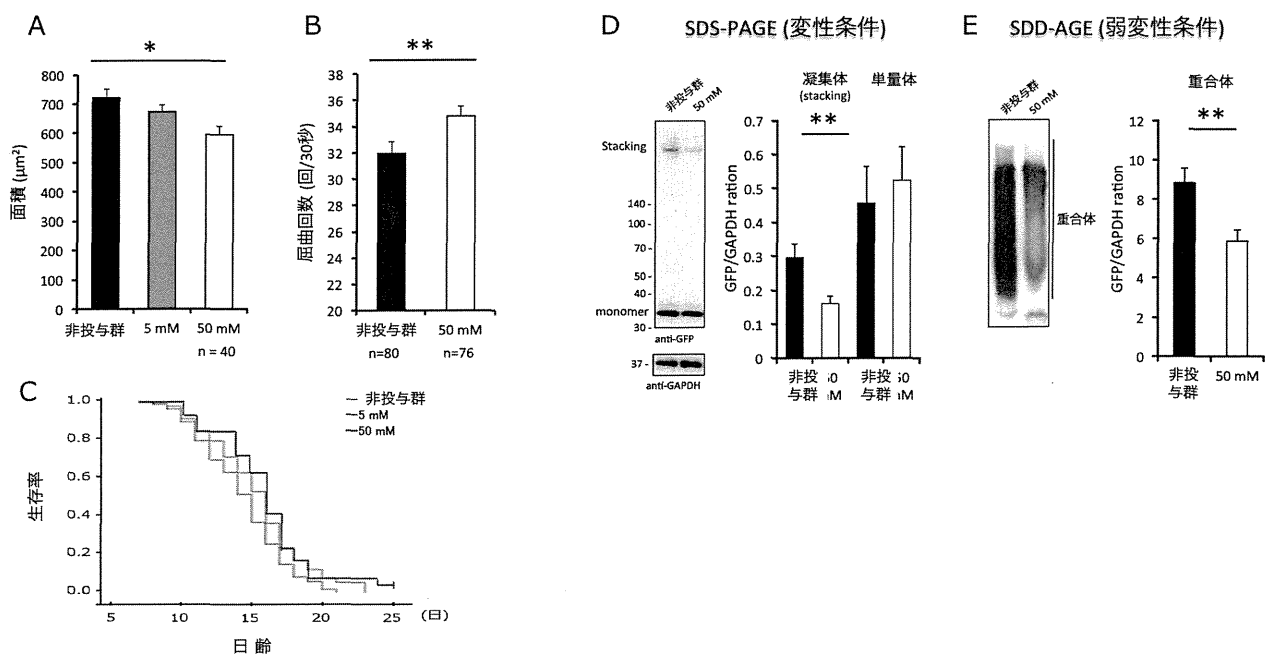 A
*
800
700
600
500
400
300
200
100
0
面積 (μm²)
非投与群
5 mM
50 mM
n = 40
B
**
38
36
34
32
30
28
26
24
22
20
屈曲回数 (回/30秒)
非投与群
50 mM
n=80
n=76
C
非投与群
5 mM
50 mM
1.0
0.8
0.6
0.4
0.2
0.0
生存率
5
10
15
20
25
(日)
日 齢
D
SDS-PAGE (変性条件)
非投与群
50 mM
Stacking
140 -
100 -
70 -
50 -
40 -
monomer
30 -
anti-GFP
37 -
anti-GAPDH
凝集体
(stacking)
単量体
**
0.7
0.6
0.5
0.4
0.3
0.2
0.1
0
GFP/GAPDH ration
非投
与群
非投
与群
E
SDD-AGE (弱変性条件)
非投与群
50 mM
重合体
重合体
**
12
10
8
6
4
2
0
GFP/GAPDH ration
非投
与群
50 mM